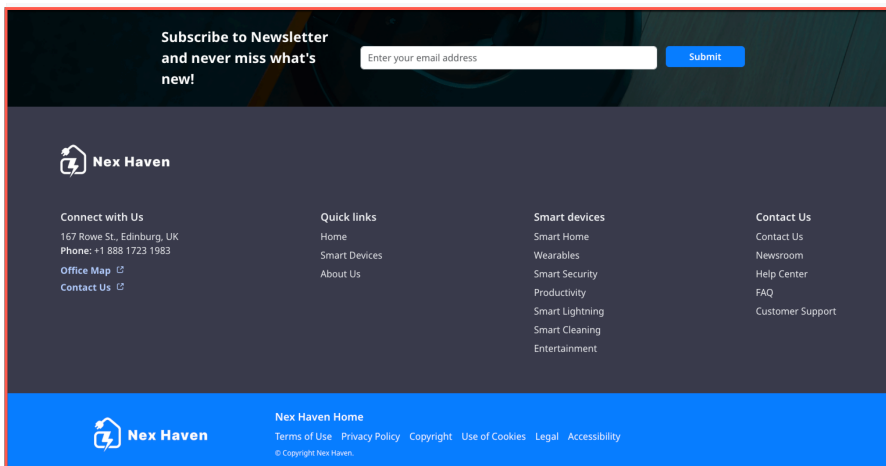 Subscribe to Newsletter
and never miss what's
new!
Enter your email address
Submit
Nex Haven
Connect with Us
167 Rowe St., Edinburg, UK
Phone: +1 888 1723 1983
Office Map
Contact Us
Quick links
Home
Smart Devices
About Us
Smart devices
Smart Home
Wearables
Smart Security
Productivity
Smart Lightning
Smart Cleaning
Entertainment
Contact Us
Contact Us
Newsroom
Help Center
FAQ
Customer Support
Nex Haven
Nex Haven Home
Terms of Use Privacy Policy Copyright Use of Cookies Legal Accessibility
© Copyright Nex Haven.